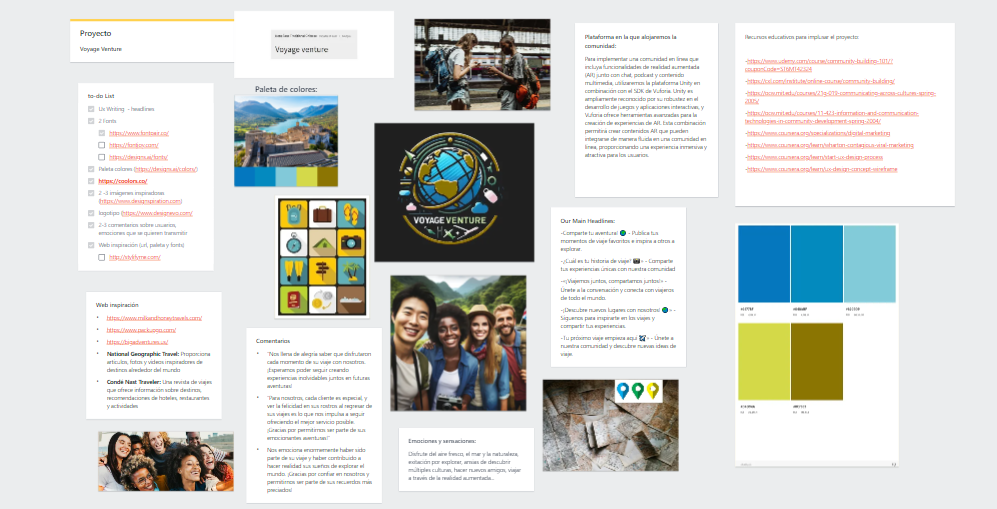 Proyecto
Voyage Venture
Voyage venture
Paleta de colores:
to-do List
Ux Writing - headlines
2 Fonts
https://www.fontpair.co/
https://fontjoy.com/
https://designs.ai/fonts/
Paleta colores (https://designs.ai/colors/)
https://coolors.co/
2 -3 imágenes inspiradoras
(https://www.designspiration.com/)
logotipo (https://www.designevo.com/)
2-3 comentarios sobre usuarios,
emociones que se quieren transmitir
Web inspiración (url, paleta y fonts)
http://stylifyme.com/
Web inspiración
https://www.milkandhoneytravels.com/
https://www.packupgo.com/
https://bigadventures.us/
National Geographic Travel: Proporciona
artículos, fotos y videos inspiradores de
destinos alrededor del mundo
Condé Nast Traveler: Una revista de viajes
que ofrece información sobre destinos,
recomendaciones de hoteles, restaurantes
y actividades
VOYAGE VENTURE
Comentarios
"Nos llena de alegría saber que disfrutaron
cada momento de su viaje con nosotros.
¡Esperamos poder seguir creando
experiencias inolvidables juntos en futuras
aventuras!
"Para nosotros, cada cliente es especial, y
ver la felicidad en sus rostros al regresar de
sus viajes es lo que nos impulsa a seguir
ofreciendo el mejor servicio posible.
¡Gracias por permitirnos ser parte de sus
emocionantes aventuras!"
Nos emociona enormemente haber sido
parte de su viaje y haber contribuido a
hacer realidad sus sueños de explorar el
mundo. ¡Gracias por confiar en nosotros y
permitirnos ser parte de sus recuerdos más
preciados!
Emociones y sensaciones:
Disfrute del aire fresco, el mar y la naturaleza,
exitación por explorar, ansias de descubrir
múltiples culturas, hacer nuevos amigos, viajar
a través de la realidad aumentada...
Plataforma en la que alojaremos la
comunidad:
Para implementar una comunidad en línea que
incluya funcionalidades de realidad aumentada
(AR) junto con chat, podcast y contenido
multimedia, utilizaremos la plataforma Unity en
combinación con el SDK de Vuforia. Unity es
ampliamente reconocido por su robustez en el
desarrollo de juegos y aplicaciones interactivas, y
Vuforia ofrece herramientas avanzadas para la
creación de experiencias de AR. Esta combinación
permitirá crear contenidos AR que pueden
integrarse de manera fluida en una comunidad en
línea, proporcionando una experiencia inmersiva y
atractiva para los usuarios.
Our Main Headlines:
-Comparte tu aventura! 🌍 - Publica tus
momentos de viaje favoritos e inspira a otros a
explorar.
-¿Cuál es tu historia de viaje? 📷» - Comparte
tus experiencias únicas con nuestra comunidad
-¡Viajemos juntos, compartamos juntos!» -
Únete a la conversación y conecta con viajeros
de todo el mundo.
-¡Descubre nuevos lugares con nosotros! 🌍» -
Síguenos para inspirarte en los viajes y
compartir tus experiencias.
-Tu próximo viaje empieza aquí ✈» - Únete a
nuestra comunidad y descubre nuevas ideas de
viaje.
Recursos educativos para implusar el proyecto:
-https://www.udemy.com/course/community-building-101/?
-https://ccl.com/institute/online-course/community-building/
-https://ocw.mit.edu/courses/21g-019-communicating-across-cultures-spring-
2005/
-https://ocw.mit.edu/courses/11-423-information-and-communication-
technologies-in-community-development-spring-2004/
-https://www.coursera.org/specializations/digital-marketing
-https://www.coursera.org/learn/wharton-contagious-viral-marketing
-https://www.coursera.org/learn/start-ux-design-process
-https://www.coursera.org/learn/ux-design-concept-wireframe